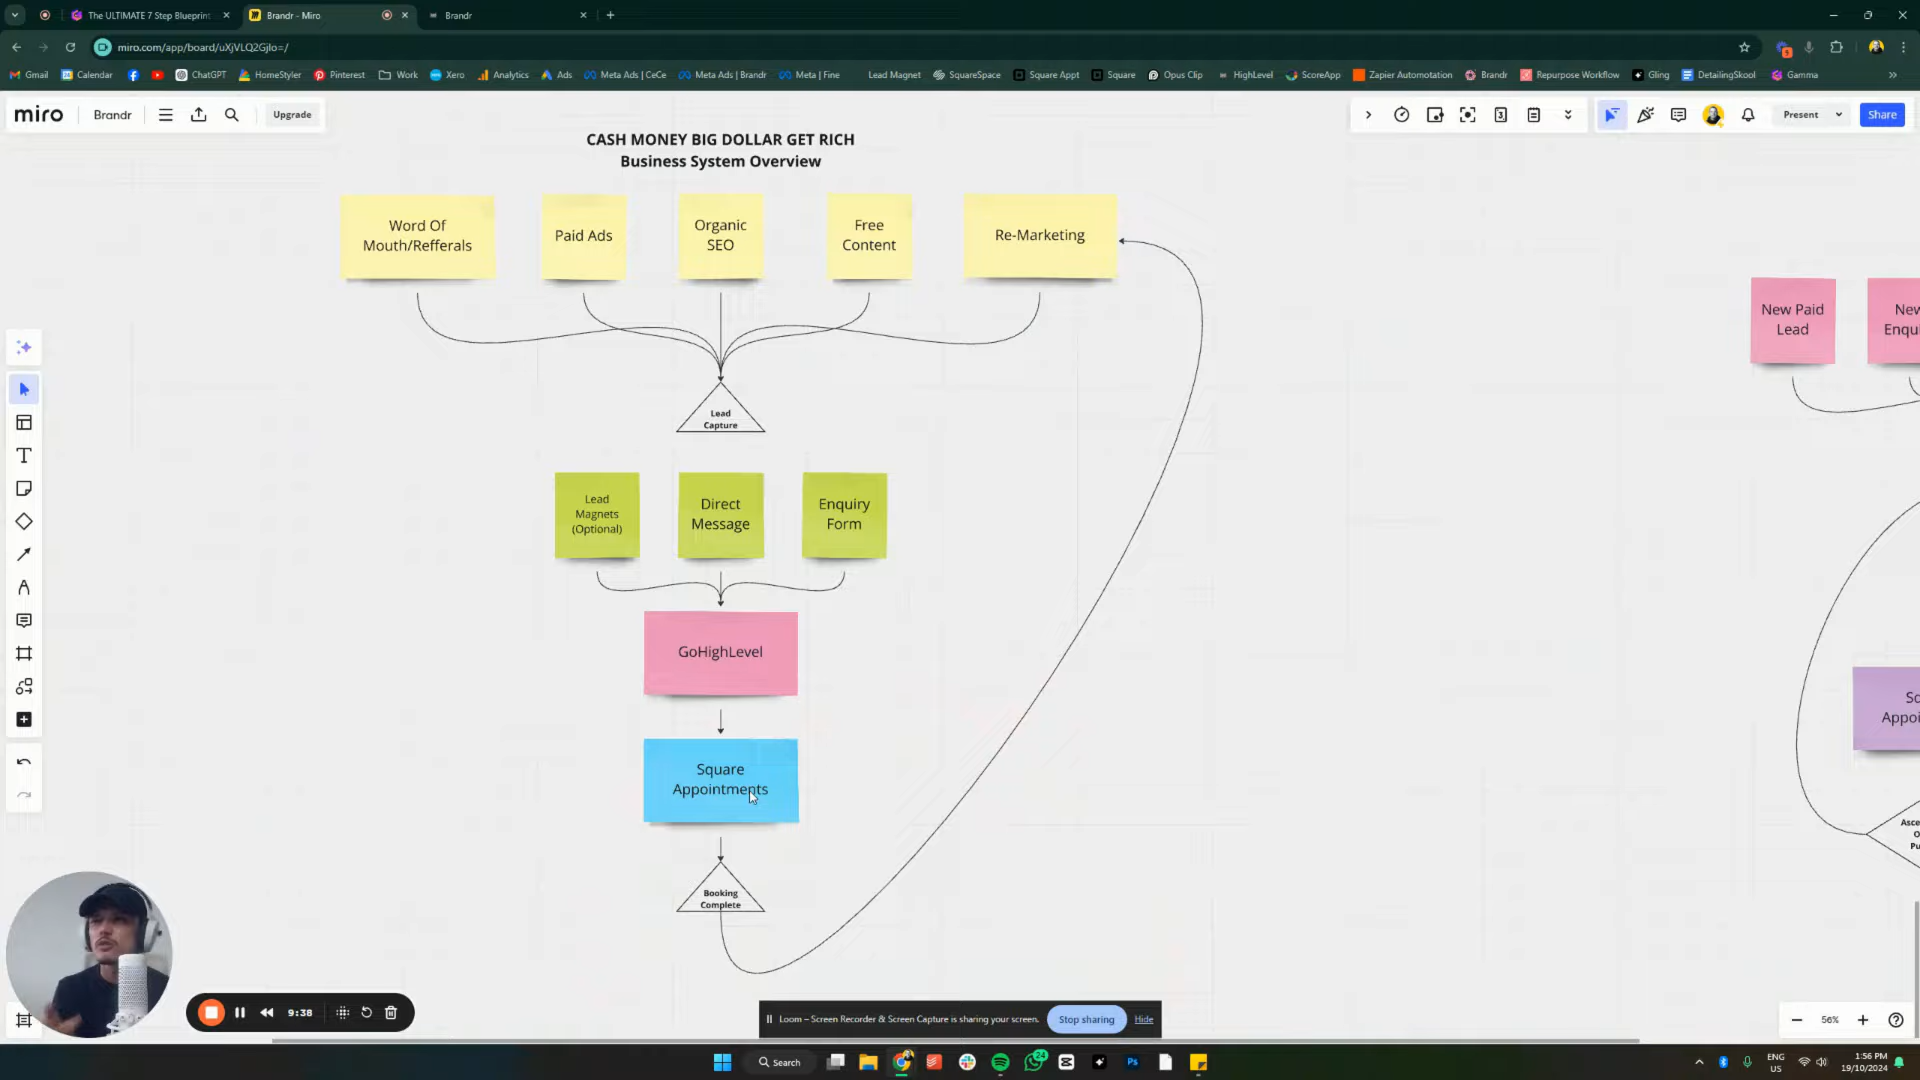 The ULTIMATE 7 Step Blueprint
Brandr - Miro
Brandr
miro.com/app/board/uXjVLQ2GjIo=/
Gmail
Calendar
ChatGPT
HomeStyler
Pinterest
Work
Xero
Analytics
Ads
Meta Ads | CeCe
Meta Ads | Brandr
Meta | Fine
Lead Magnet
SquareSpace
Square Appt
Square
Opus Clip
HighLevel
ScoreApp
Zapier Automotation
Brandr
Repurpose Workflow
Gling
DetailingSkool
Gamma
miro
Brandr
Upgrade
Present
Share
CASH MONEY BIG DOLLAR GET RICH
Business System Overview
Word Of
Mouth/Refferals
Paid Ads
Organic
SEO
Free
Content
Re-Marketing
New Paid
Lead
New
Enqui
Lead
Capture
Lead
Magnets
(Optional)
Direct
Message
Enquiry
Form
GoHighLevel
Square
Appointments
Appoi
Booking
Complete
Asce
O
Pu
9:38
Loom – Screen Recorder & Screen Capture is sharing your screen.
Stop sharing
Hide
56%
Search
24
Ps
ENG
US
1:56 PM
19/10/2024